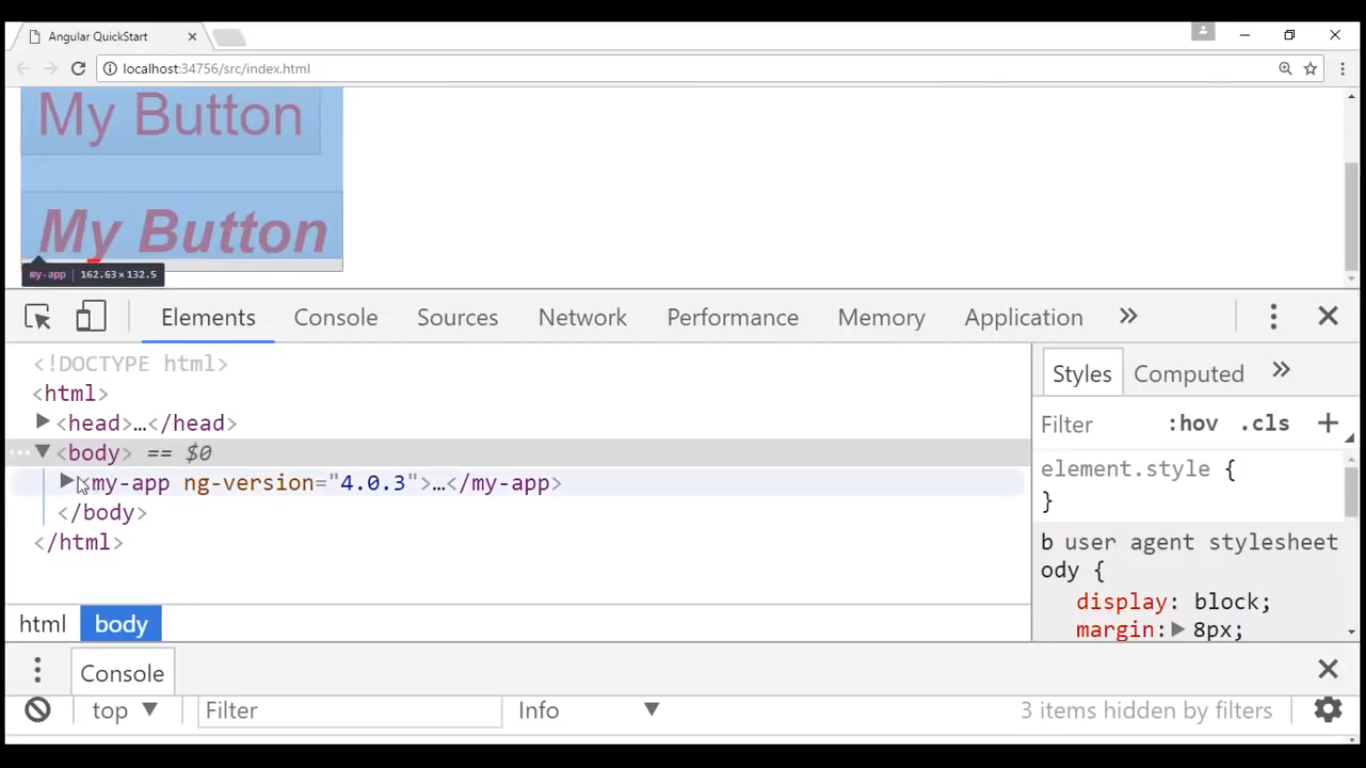 Angular QuickStart
localhost:34756/src/index.html
My Button
My Button
my-app | 162.63×132.5
Elements Console Sources Network Performance Memory Application »
<!DOCTYPE html>
<html>
<head>…</head>
<body> == $0
<my-app ng-version="4.0.3">…</my-app>
</body>
</html>
html body
Styles Computed »
Filter :hov .cls +
element.style {
}
b user agent stylesheet
ody {
display: block;
margin: 8px;
Console
top Filter Info 3 items hidden by filters